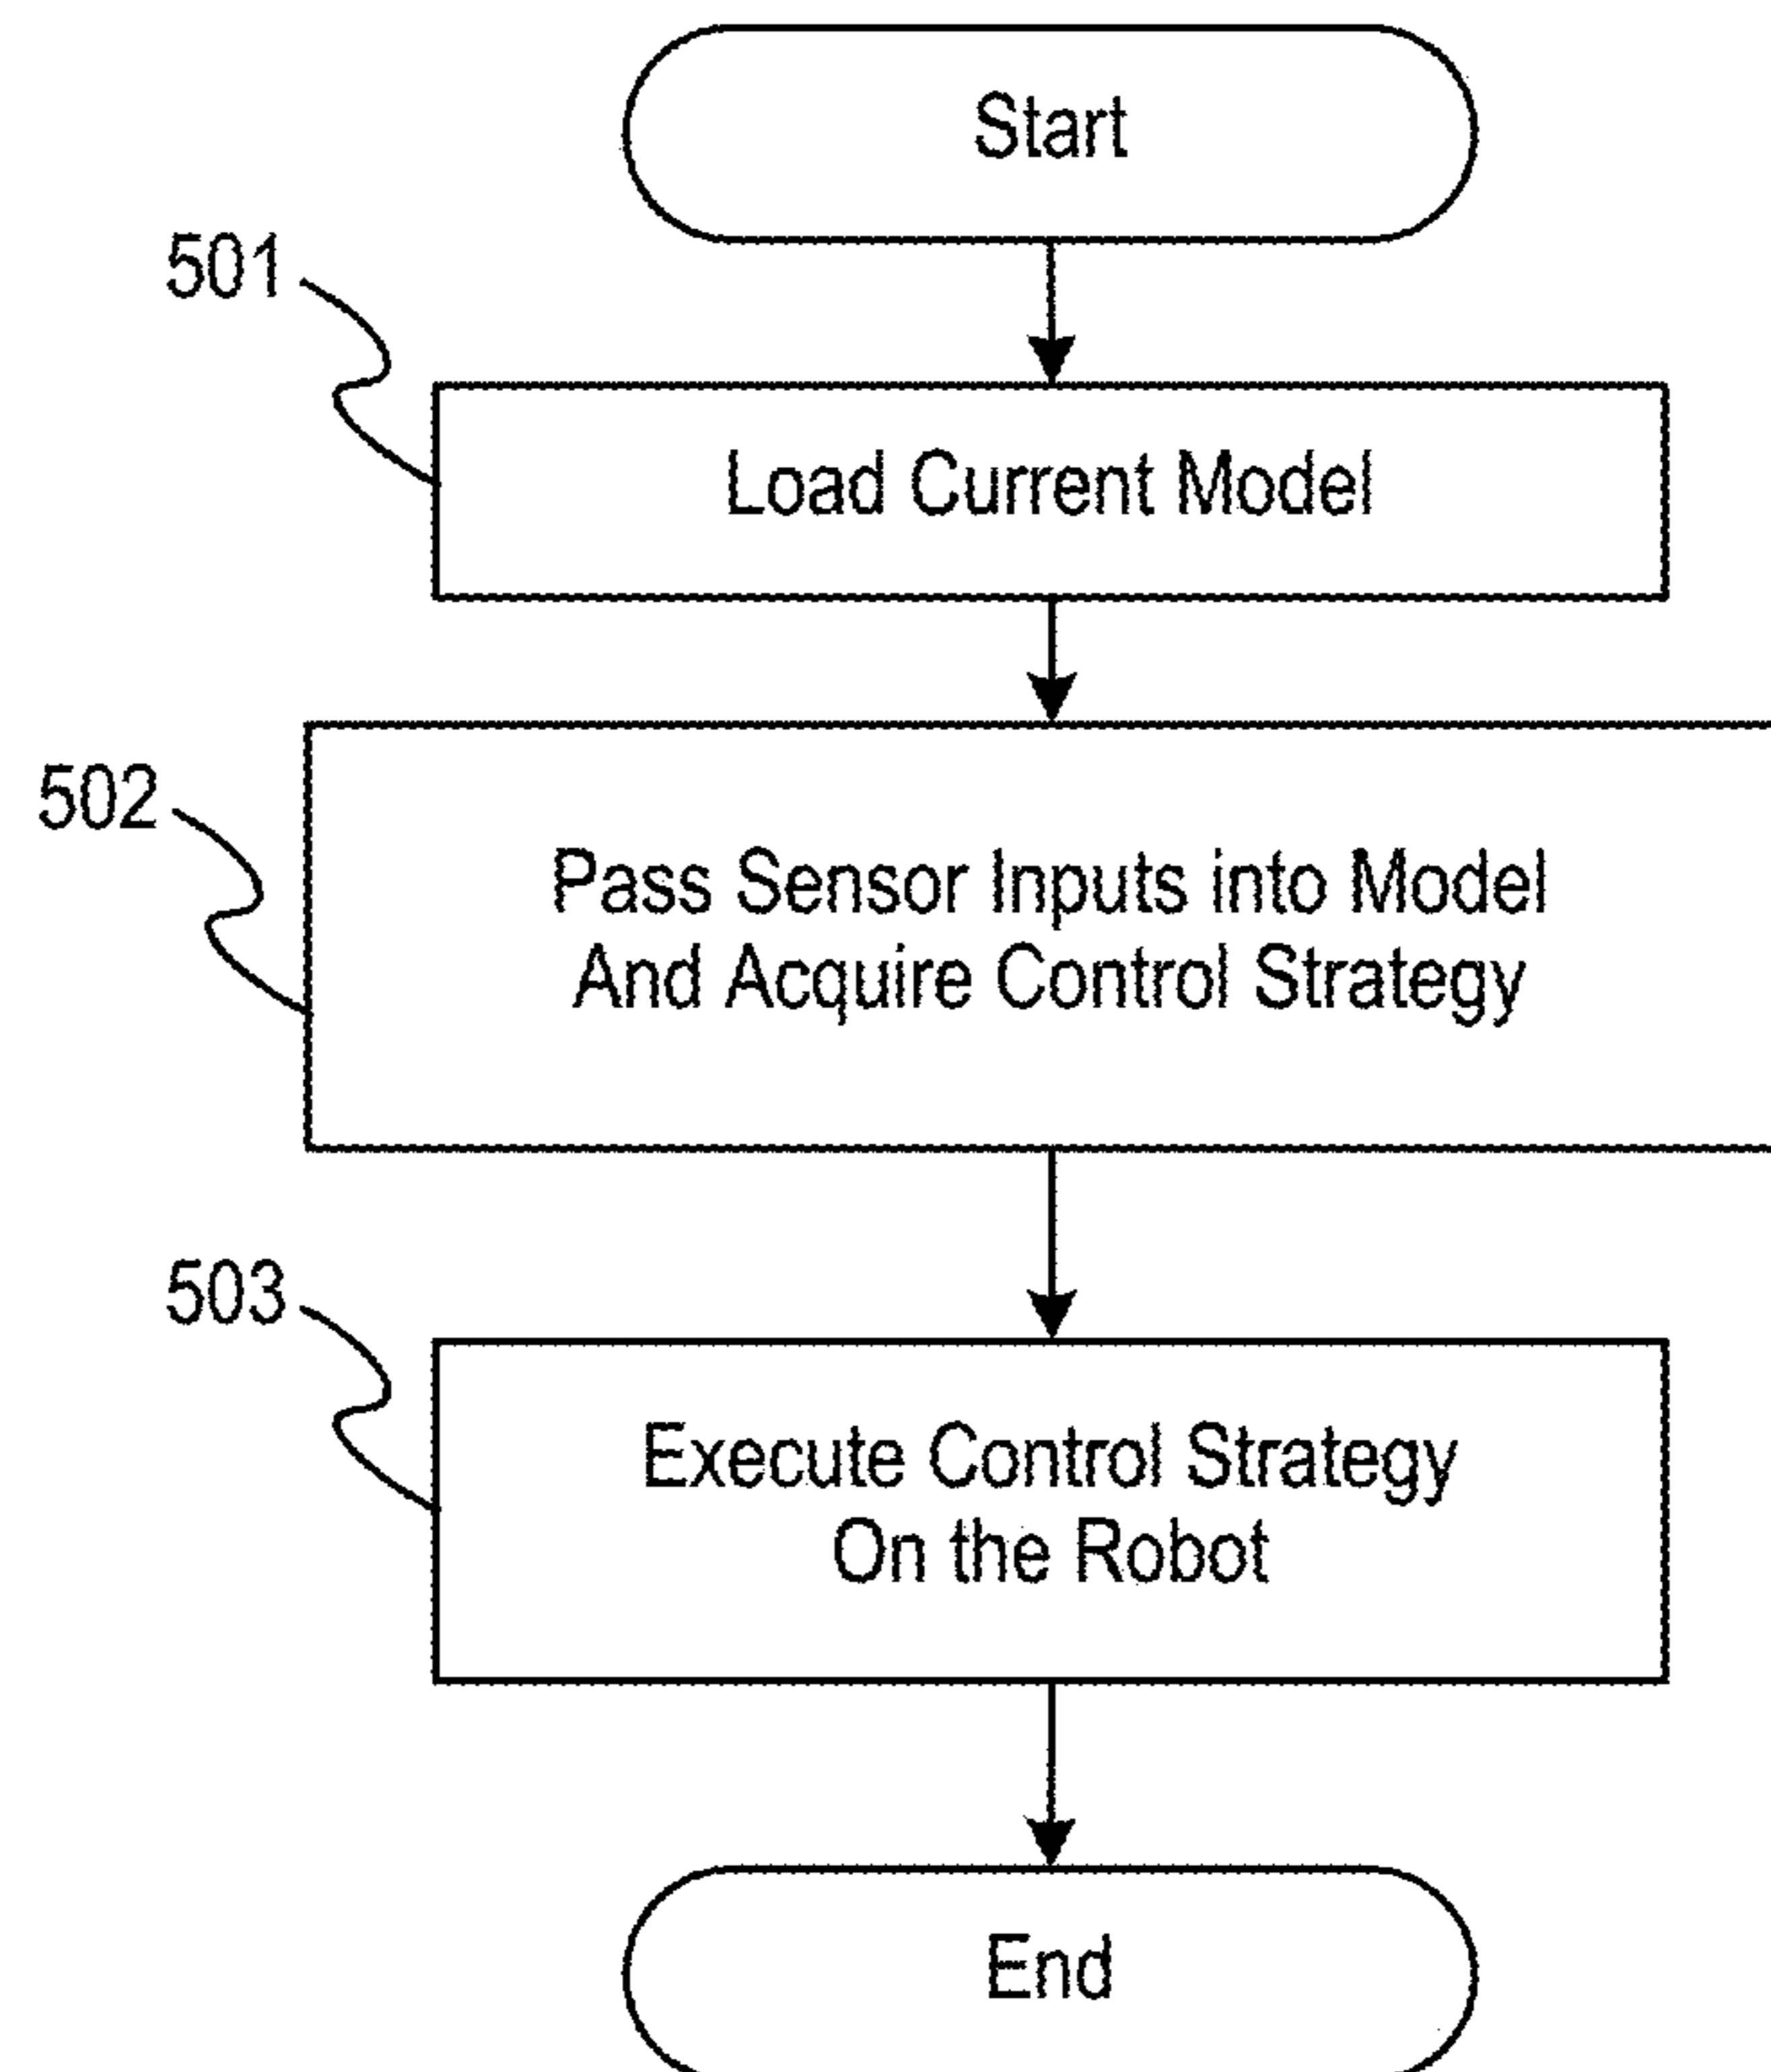 Start
501
Load Current Model
502
Pass Sensor Inputs into Model
And Acquire Control Strategy
503
Execute Control Strategy
On the Robot
End